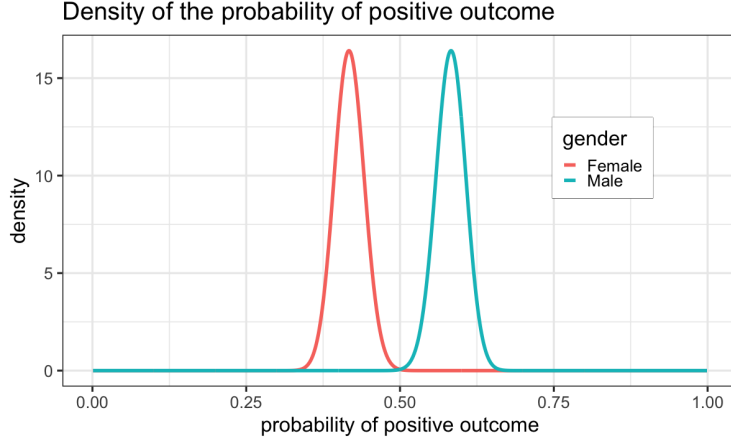 Density of the probability of positive outcome
15
10
5
0
density
gender
Female
Male
0.00 0.25 0.50 0.75 1.00
probability of positive outcome